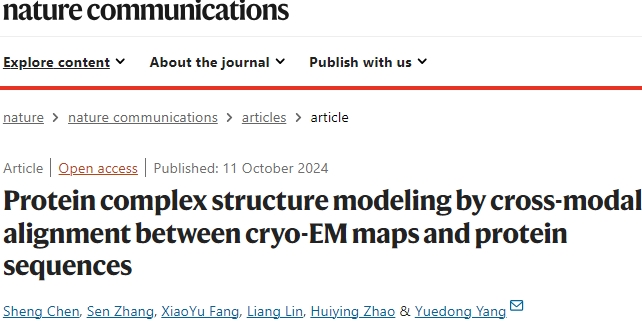 nature communications
Explore content About the journal Publish with us
nature > nature communications > articles > article
Article | Open access | Published: 11 October 2024
Protein complex structure modeling by cross-modal
alignment between cryo-EM maps and protein
sequences
Sheng Chen, Sen Zhang, XiaoYu Fang, Liang Lin, Huiying Zhao & Yuedong Yang